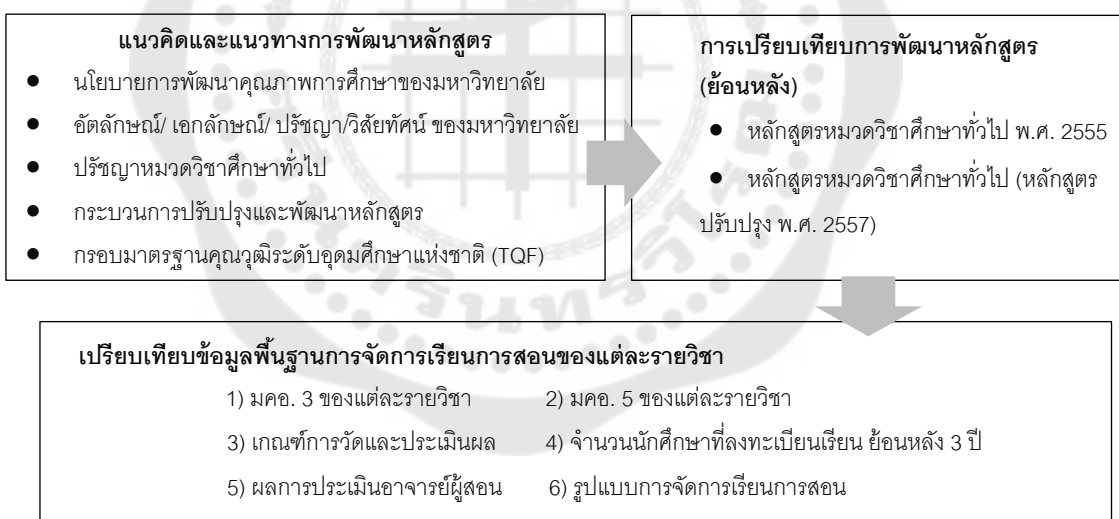 แนวคิดและแนวทางการพัฒนาหลักสูตร
● นโยบายการพัฒนาคุณภาพการศึกษาของมหาวิทยาลัย
● อัตลักษณ์/ เอกลักษณ์/ ปรัชญา/วิสัยทัศน์ ของมหาวิทยาลัย
● ปรัชญาหมวดวิชาศึกษาทั่วไป
● กระบวนการปรับปรุงและพัฒนาหลักสูตร
● กรอบมาตรฐานคุณวุฒิระดับอุดมศึกษาแห่งชาติ (TQF)
การเปรียบเทียบการพัฒนาหลักสูตร
(ย้อนหลัง)
● หลักสูตรหมวดวิชาศึกษาทั่วไป พ.ศ. 2555
● หลักสูตรหมวดวิชาศึกษาทั่วไป (หลักสูตร
ปรับปรุง พ.ศ. 2557)
เปรียบเทียบข้อมูลพื้นฐานการจัดการเรียนการสอนของแต่ละรายวิชา
1) มคอ. 3 ของแต่ละรายวิชา 2) มคอ. 5 ของแต่ละรายวิชา
3) เกณฑ์การวัดและประเมินผล 4) จำนวนนักศึกษาที่ลงทะเบียนเรียน ย้อนหลัง 3 ปี
5) ผลการประเมินอาจารย์ผู้สอน 6) รูปแบบการจัดการเรียนการสอน